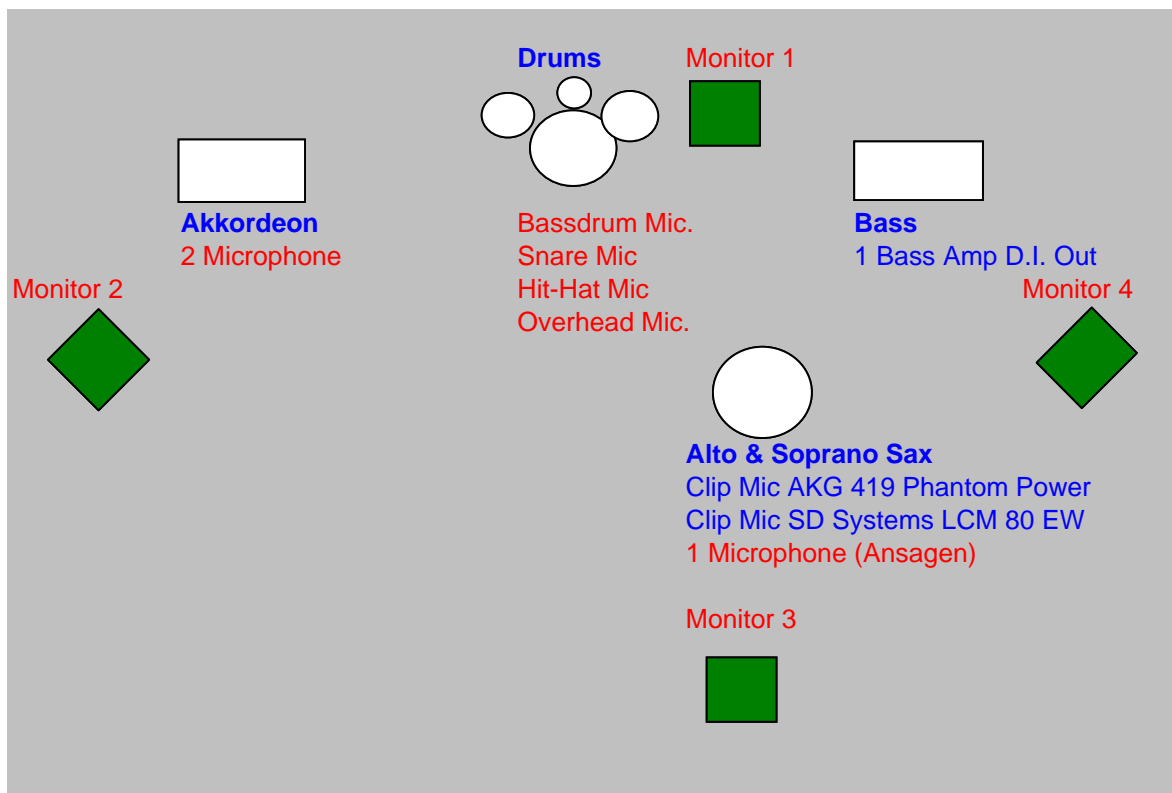 Drums
Monitor 1
Akkordeon
2 Microphone
Bassdrum Mic.
Snare Mic
Hit-Hat Mic
Overhead Mic.
Bass
1 Bass Amp D.I. Out
Monitor 2
Monitor 4
Alto & Soprano Sax
Clip Mic AKG 419 Phantom Power
Clip Mic SD Systems LCM 80 EW
1 Microphone (Ansagen)
Monitor 3